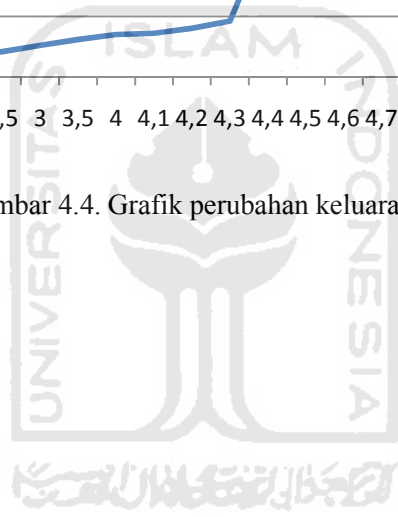 ISLAM
,5 3 3,5 4 4,1 4,2 4,3 4,4 4,5 4,6 4,7
mbar 4.4. Grafik perubahan keluara
UNIVERSITAS
INDONESIA